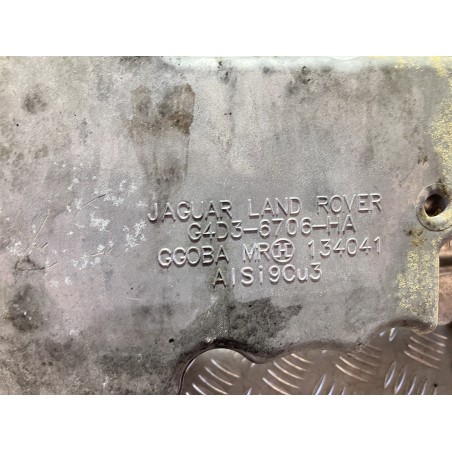 JAGUAR LAND ROVER
G4D3-6706-HA
GGOBA MR H 134041
AlSi9Cu3